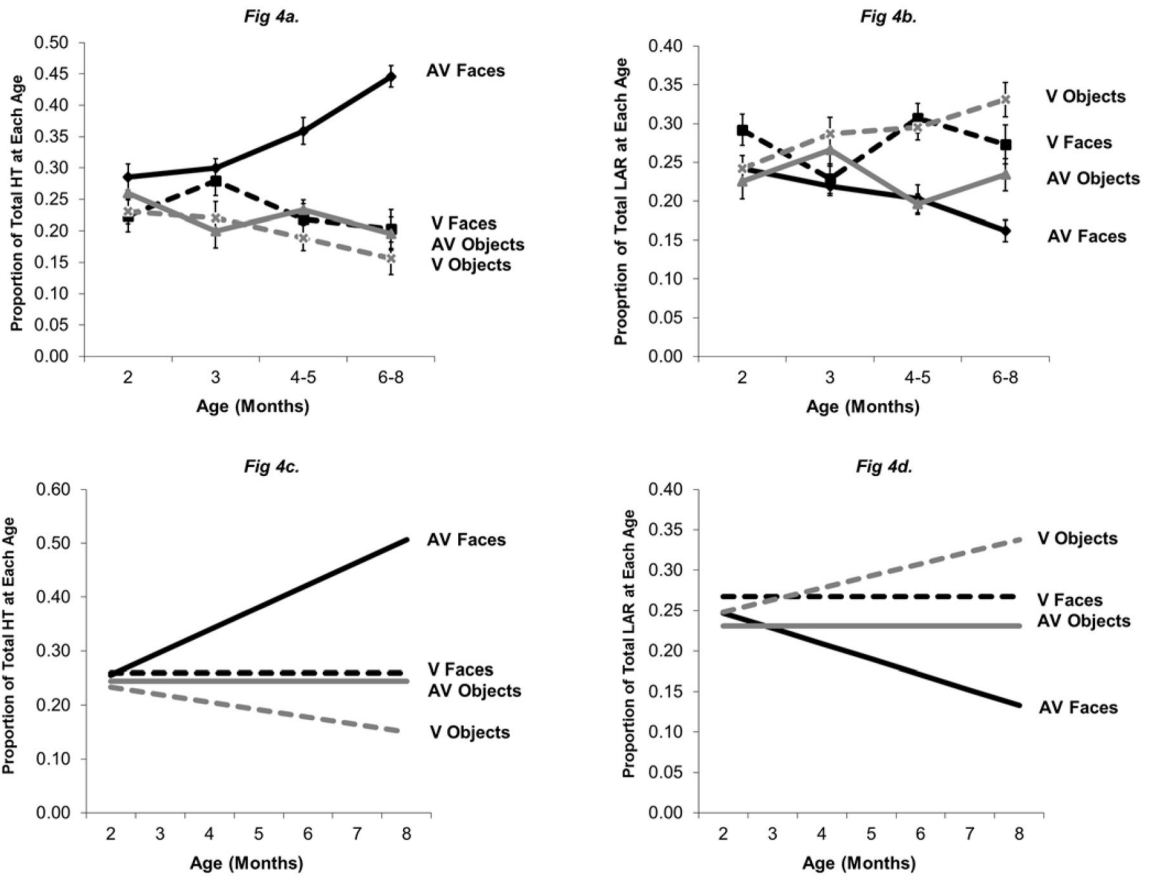 Fig 4a.
Proportion of Total HT at Each Age
0.50
0.45
0.40
0.35
0.30
0.25
0.20
0.15
0.10
0.05
0.00
AV Faces
V Faces
AV Objects
V Objects
2 3 4-5 6-8
Age (Months)
Fig 4b.
Prooprtion of Total LAR at Each Age
0.40
0.35
0.30
0.25
0.20
0.15
0.10
0.05
0.00
V Objects
V Faces
AV Objects
AV Faces
2 3 4-5 6-8
Age (Months)
Fig 4c.
Proportion of Total HT at Each Age
0.60
0.50
0.40
0.30
0.20
0.10
0.00
AV Faces
V Faces
AV Objects
V Objects
2 3 4 5 6 7 8
Age (Months)
Fig 4d.
Proportion of Total LAR at Each Age
0.40
0.35
0.30
0.25
0.20
0.15
0.10
0.05
0.00
V Objects
V Faces
AV Objects
AV Faces
2 3 4 5 6 7 8
Age (Months)